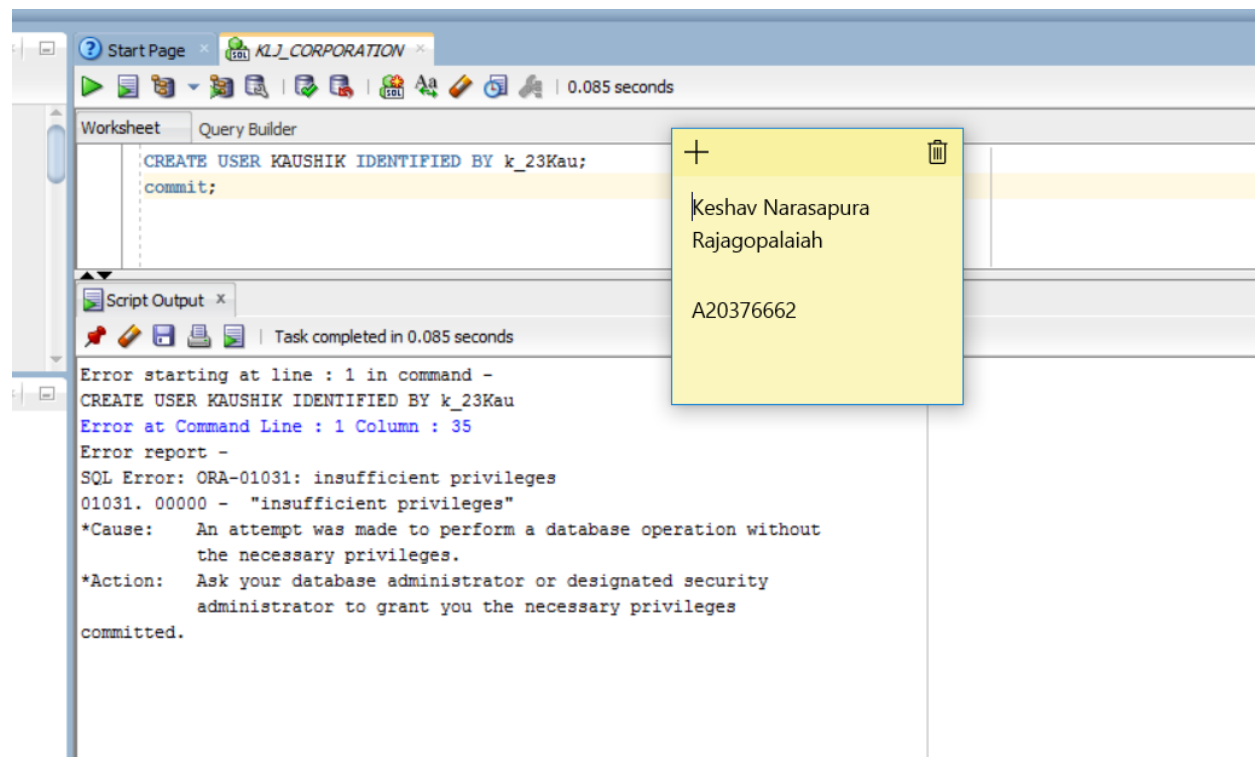 Start Page
KLJ_CORPORATION
0.085 seconds
Worksheet
Query Builder
CREATE USER KAUSHIK IDENTIFIED BY k_23Kau;
commit;
Keshav Narasapura
Rajagopalaiah
A20376662
Script Output
Task completed in 0.085 seconds
Error starting at line : 1 in command -
CREATE USER KAUSHIK IDENTIFIED BY k_23Kau
Error at Command Line : 1 Column : 35
Error report -
SQL Error: ORA-01031: insufficient privileges
01031. 00000 -  "insufficient privileges"
*Cause:    An attempt was made to perform a database operation without
the necessary privileges.
*Action:   Ask your database administrator or designated security
administrator to grant you the necessary privileges
committed.